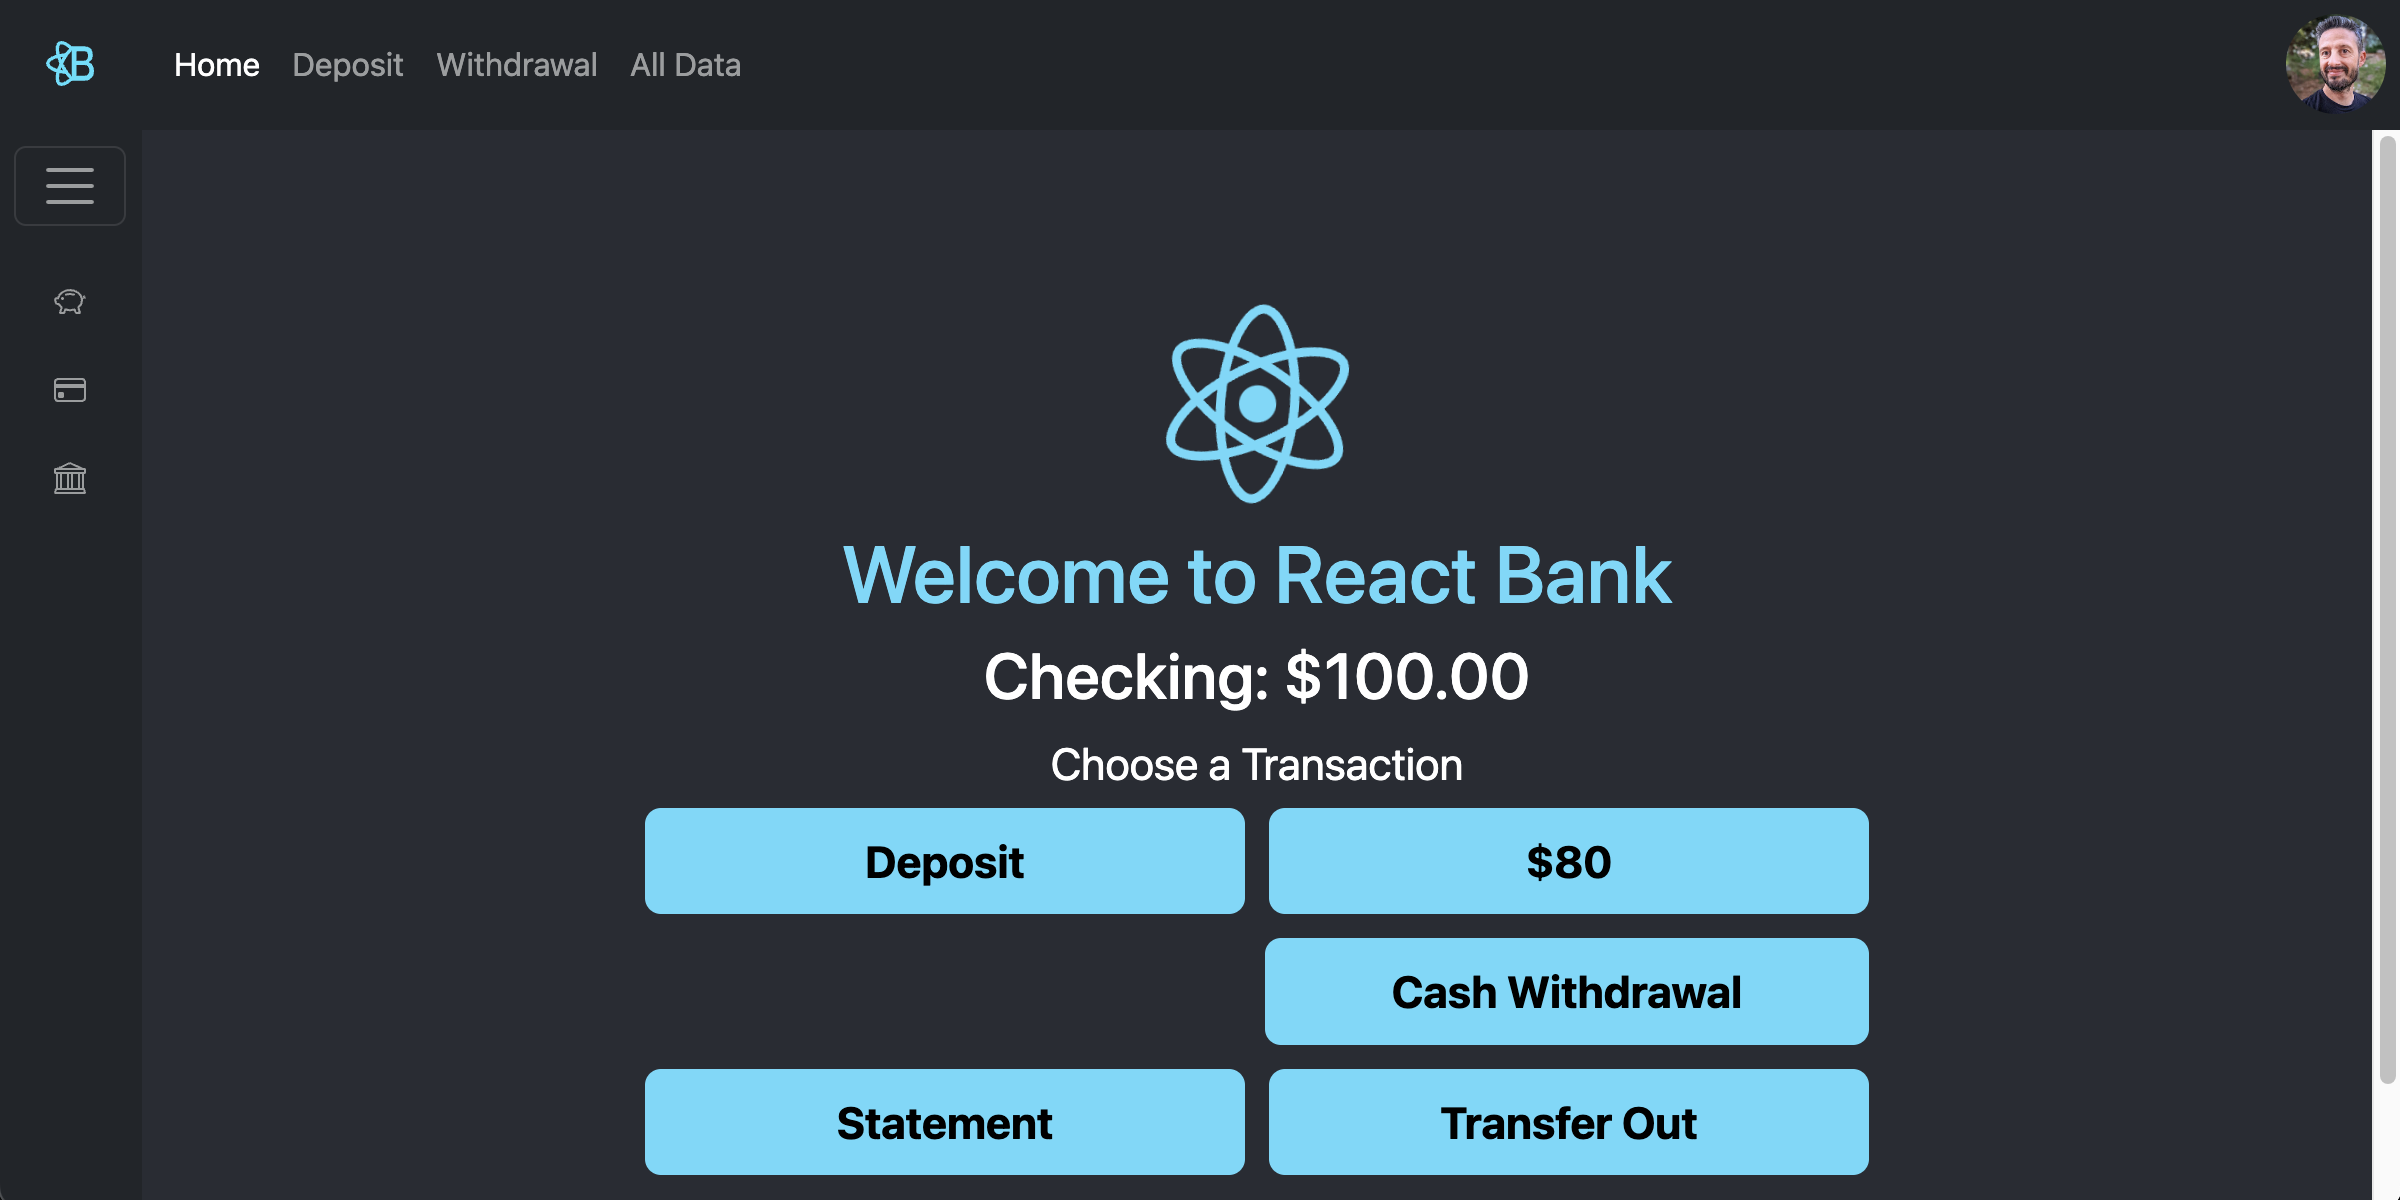 B
Home Deposit Withdrawal All Data
Welcome to React Bank
Checking: $100.00
Choose a Transaction
Deposit $80
Cash Withdrawal
Statement Transfer Out